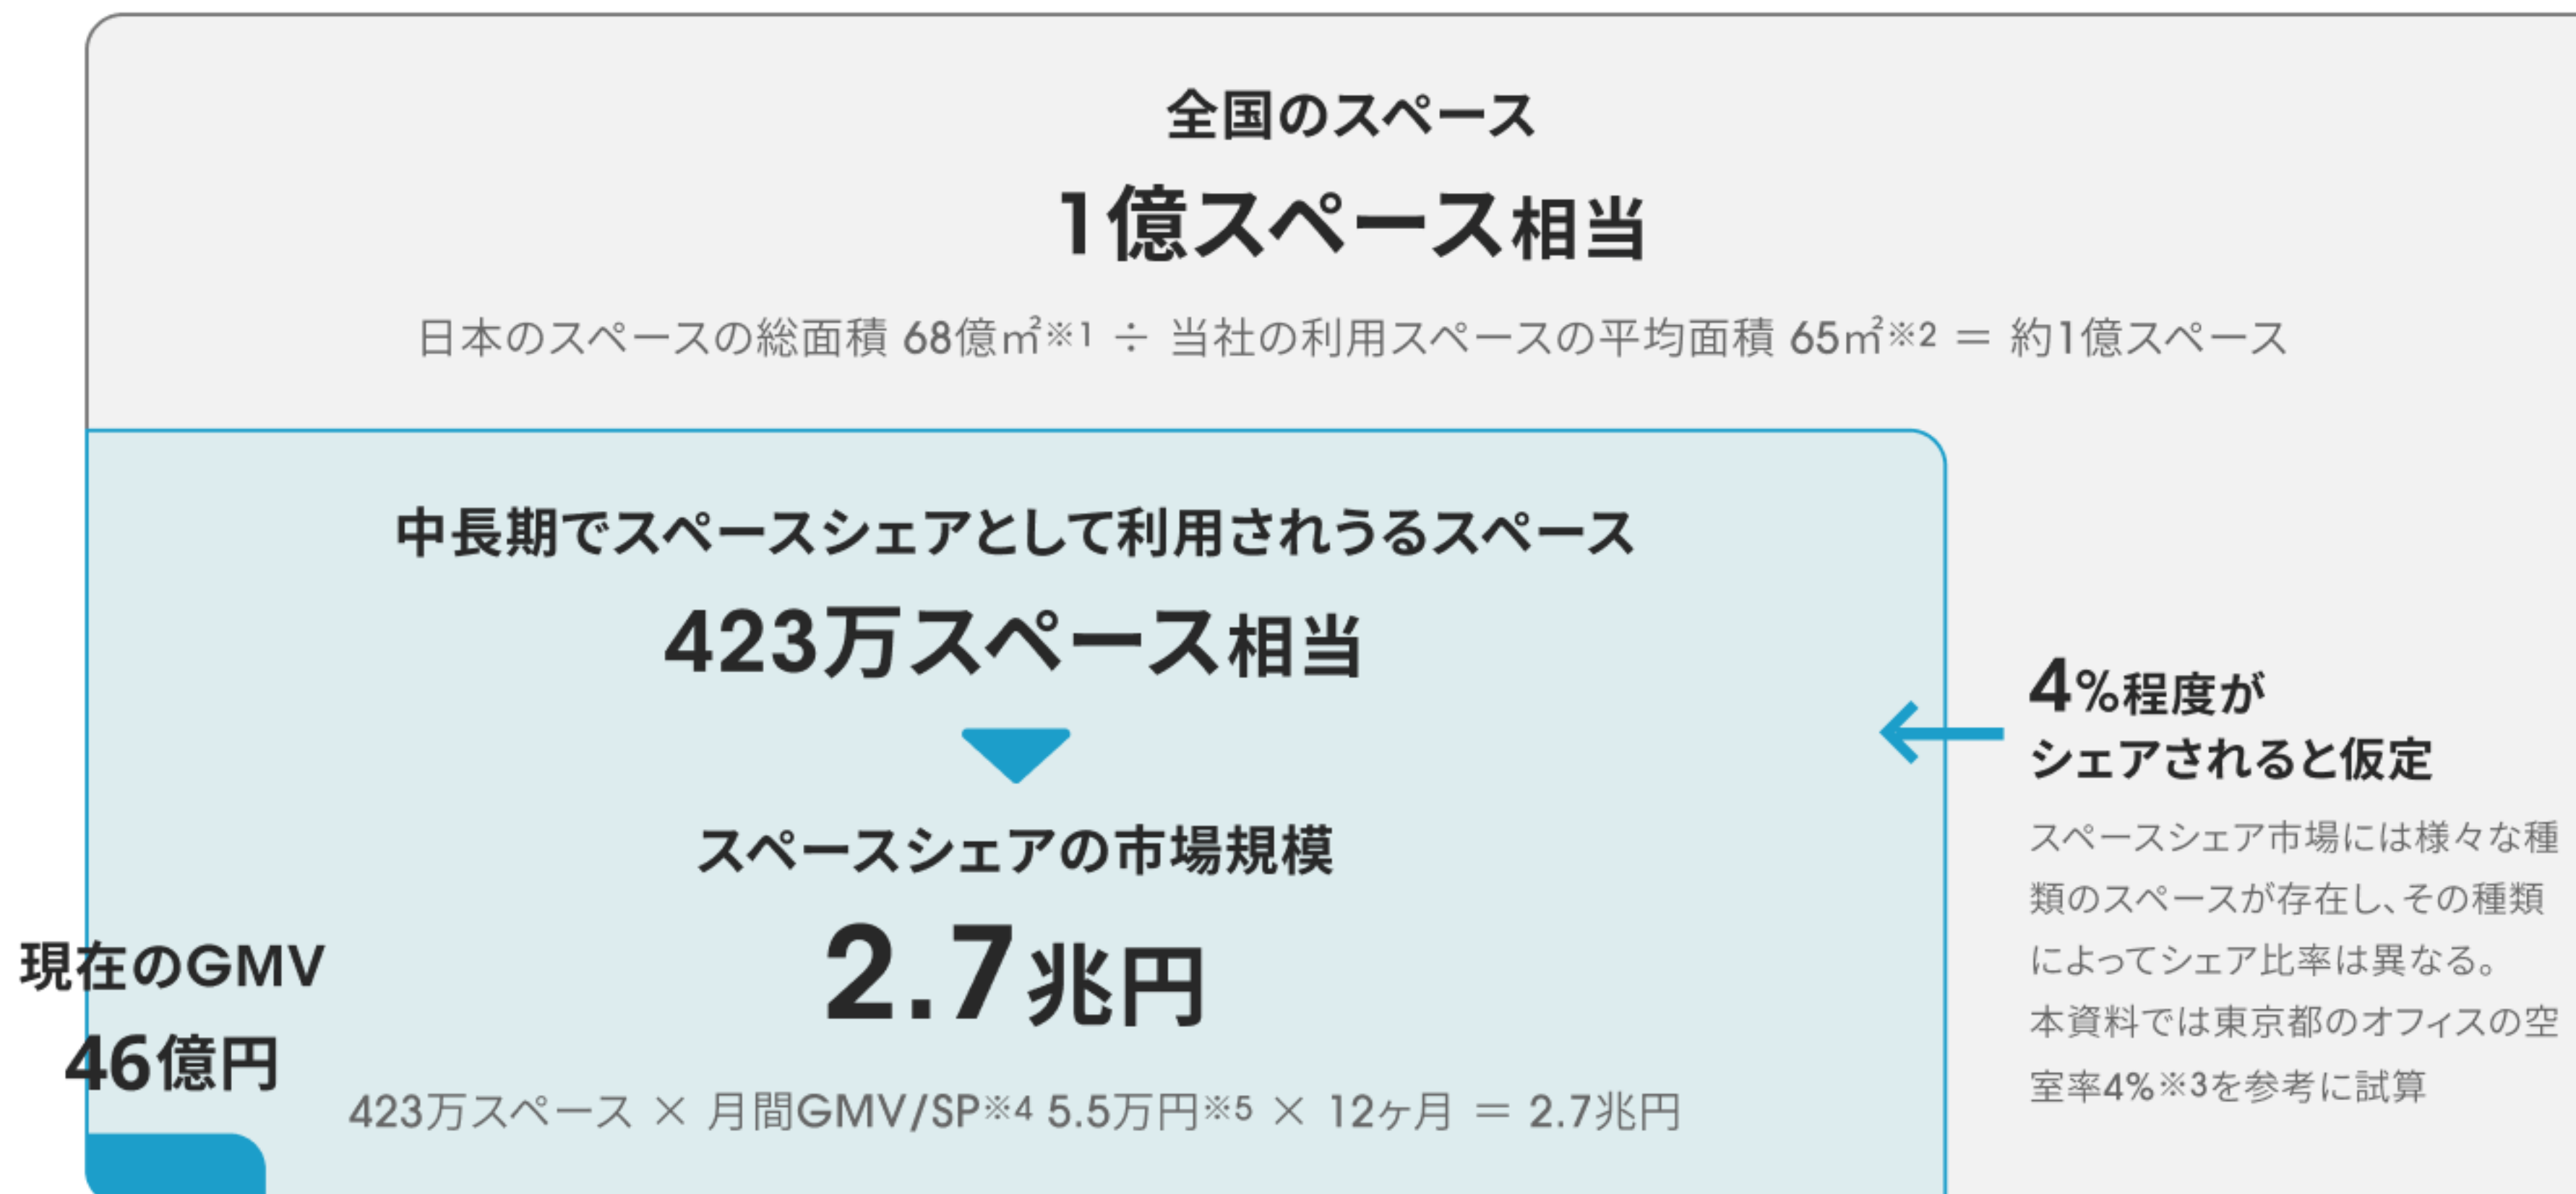 全国のスペース
1億スペース相当
日本のスペースの総面積 68億㎡※1 ÷ 当社の利用スペースの平均面積 65㎡※2 ＝ 約1億スペース
中長期でスペースシェアとして利用されうるスペース
423万スペース相当
スペースシェアの市場規模
2.7兆円
423万スペース × 月間GMV/SP※4 5.5万円※5 × 12ヶ月 ＝ 2.7兆円
現在のGMV
46億円
4%程度が
シェアされると仮定
スペースシェア市場には様々な種
類のスペースが存在し、その種類
によってシェア比率は異なる。
本資料では東京都のオフィスの空
室率4%※3を参考に試算